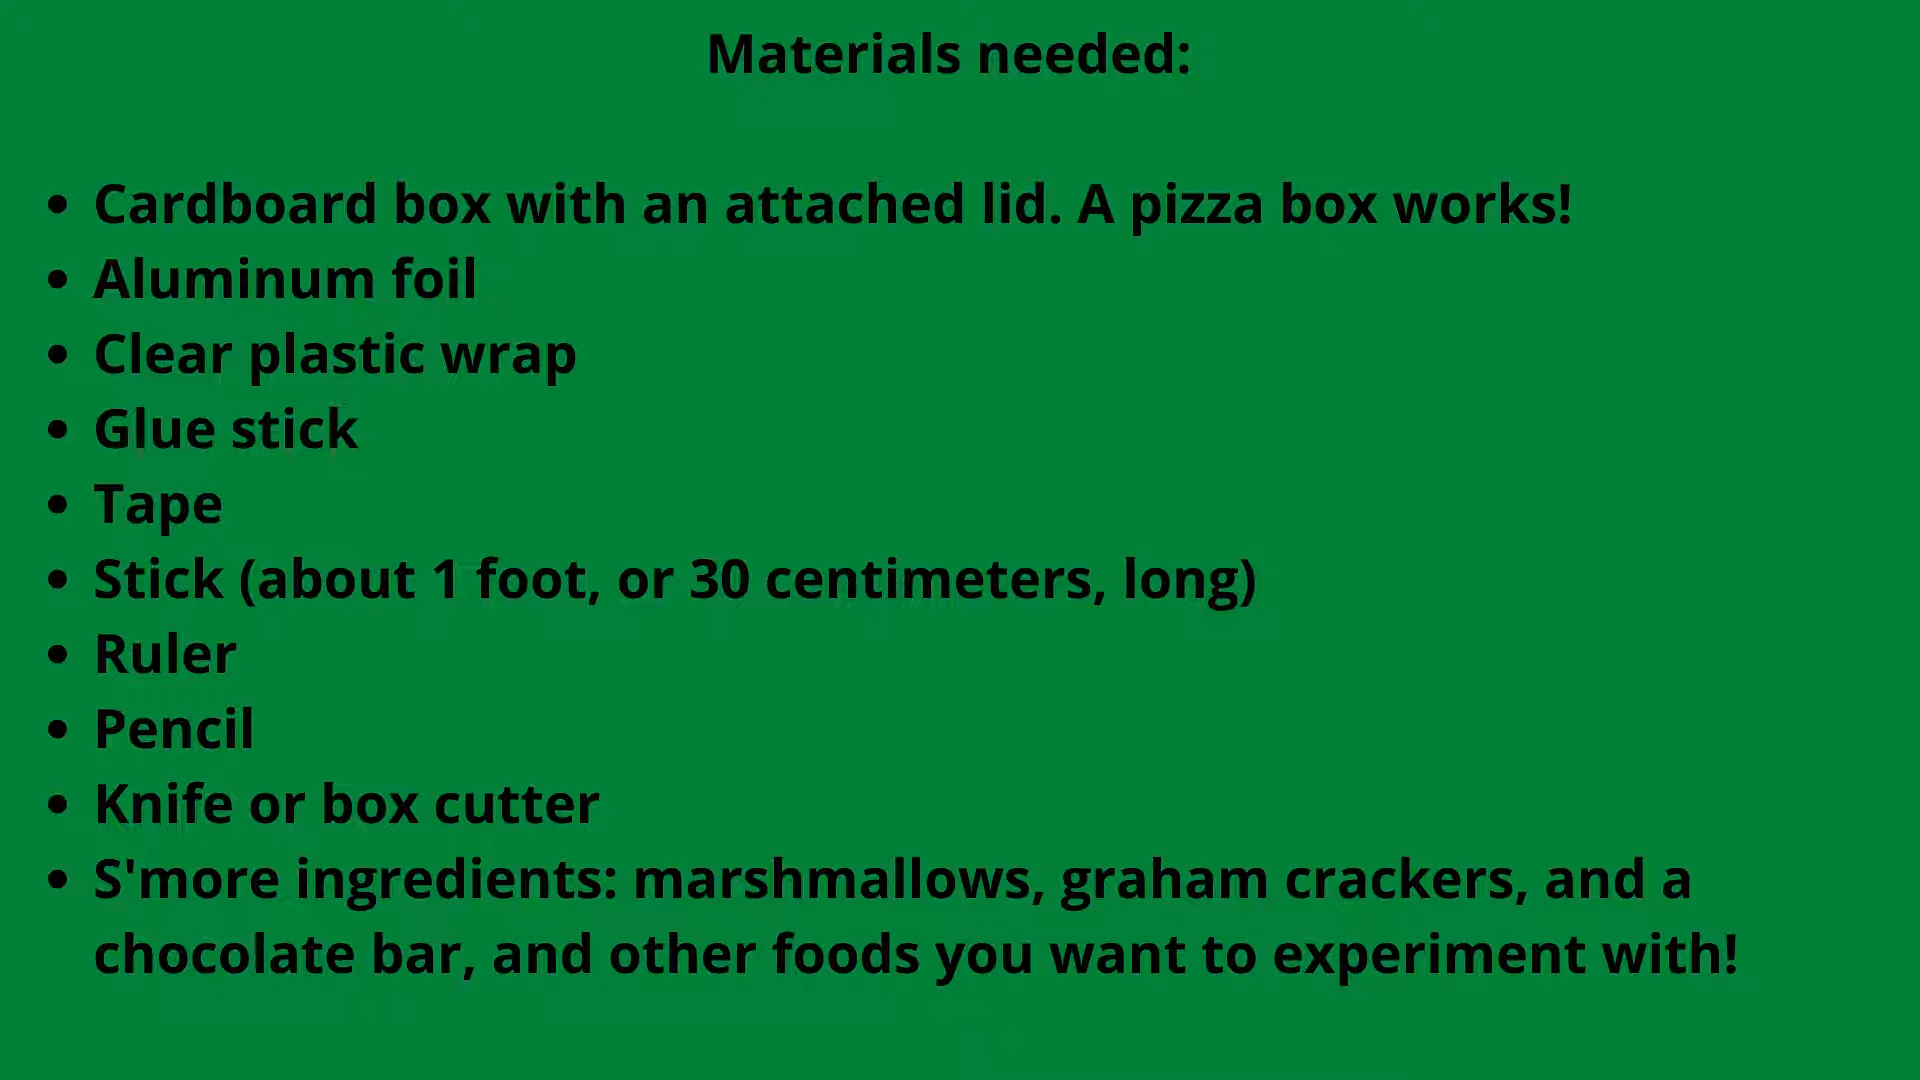 Materials needed:
• Cardboard box with an attached lid. A pizza box works!
• Aluminum foil
• Clear plastic wrap
• Glue stick
• Tape
• Stick (about 1 foot, or 30 centimeters, long)
• Ruler
• Pencil
• Knife or box cutter
• S'more ingredients: marshmallows, graham crackers, and a
chocolate bar, and other foods you want to experiment with!